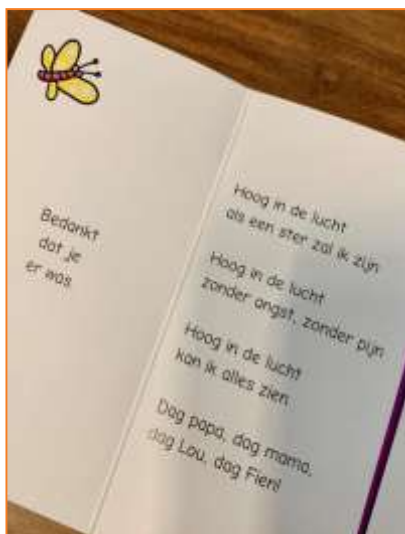 Bedankt
dat je
er was
Hoog in de lucht
als een ster zal ik zijn
Hoog in de lucht
zonder angst, zonder pijn
Hoog in de lucht
kan ik alles zien
Dag papa, dag mama,
dag Lou, dag Fien!